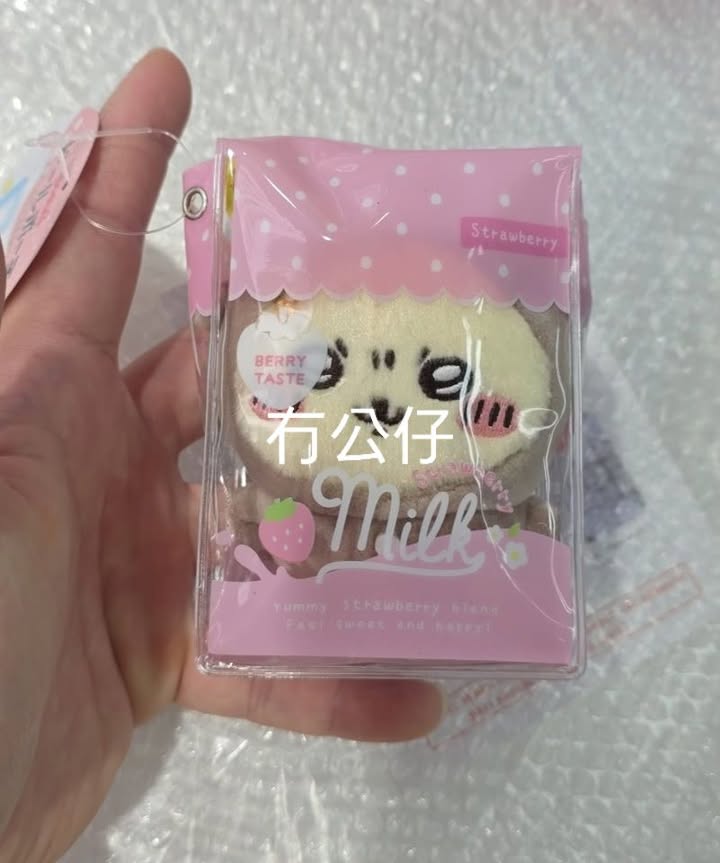 Strawberry
BERRY
TASTE
冇公仔
Strawberry
Milk
Yummy strawberry blend
Feel sweet and happy!